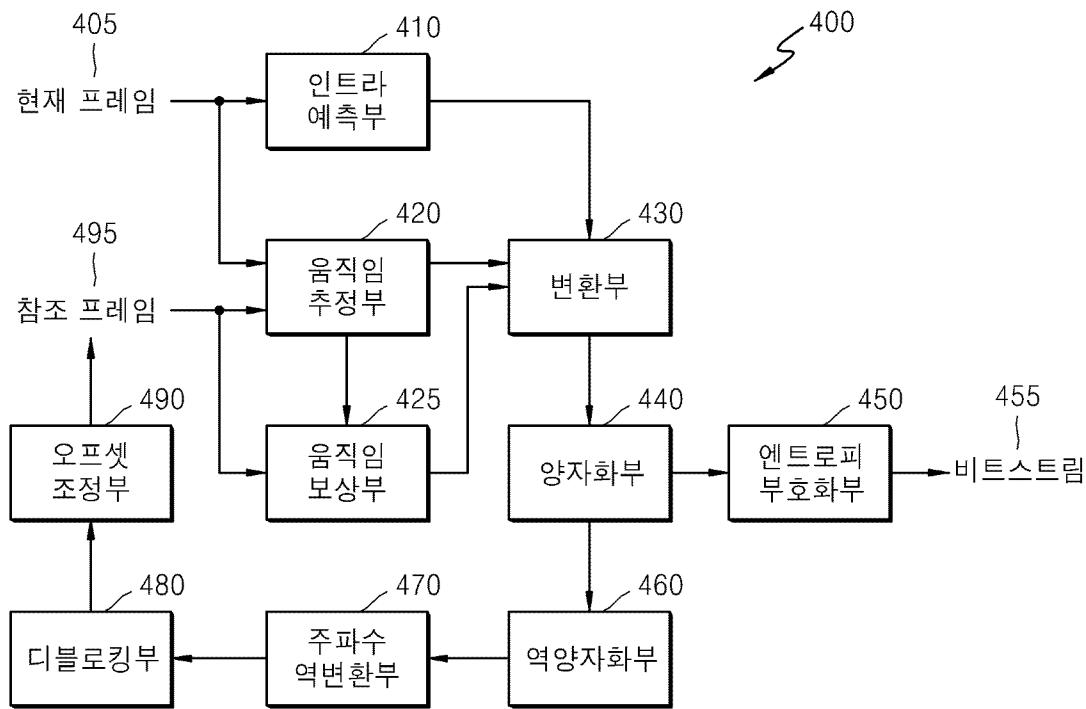 405
현재 프레임
410
인트라
예측부
400
495
참조 프레임
420
움직임
추정부
430
변환부
490
오프셋
조정부
425
움직임
보상부
440
양자화부
450
엔트로피
부호화부
455
비트스트림
480
디블로킹부
470
주파수
역변환부
460
역양자화부